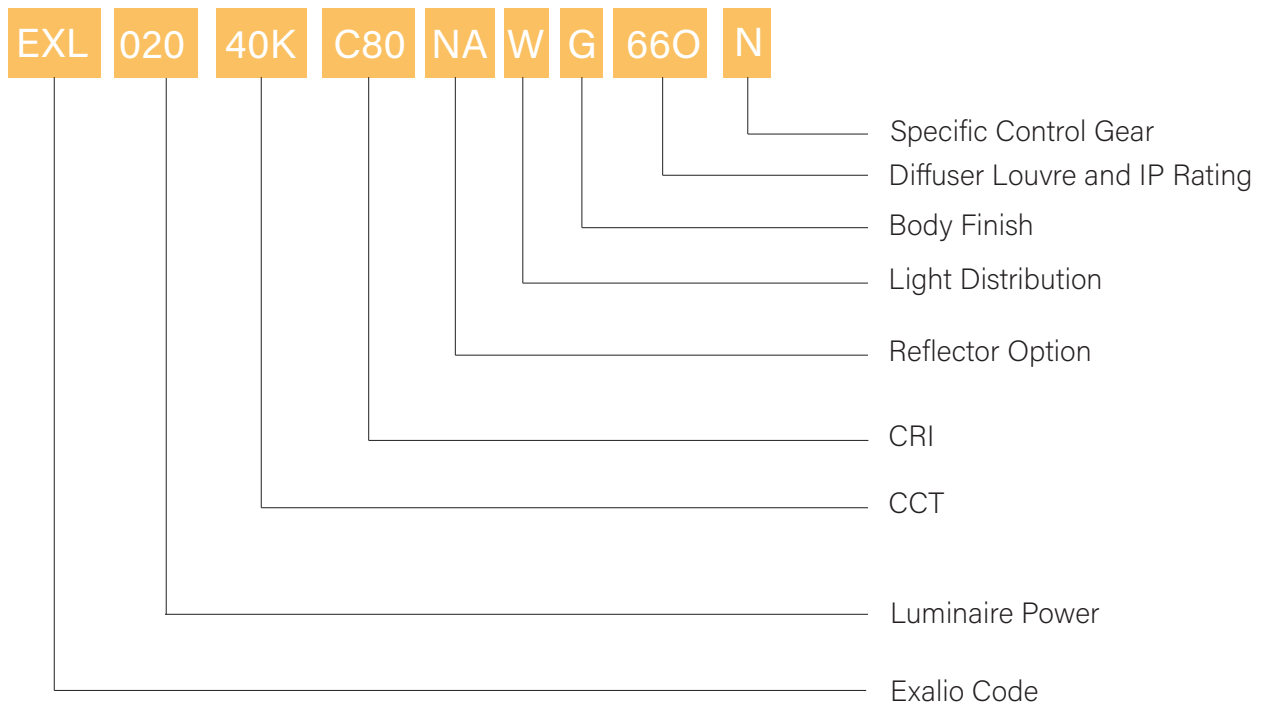 EXL 020 40K C80 NA W G 66O N
Specific Control Gear
Diffuser Louvre and IP Rating
Body Finish
Light Distribution
Reflector Option
CRI
CCT
Luminaire Power
Exalio Code